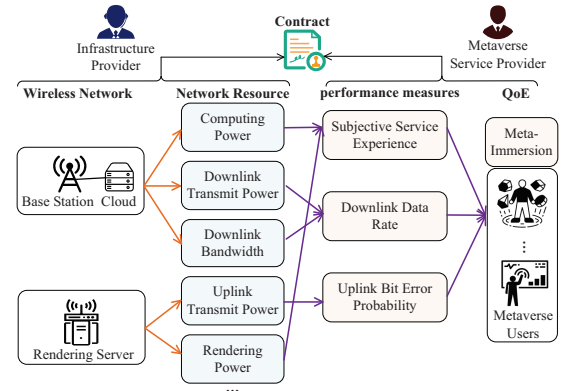 Contract
Infrastructure
Provider
Metaverse
Service Provider
Wireless Network
Network Resource
performance measures
QoE
Computing
Power
Subjective Service
Experience
Meta-
Immersion
Base Station
Cloud
Downlink
Transmit Power
Downlink Data
Rate
Downlink
Bandwidth
Uplink
Transmit Power
Uplink Bit Error
Probability
Rendering Server
Rendering
Power
Metaverse
Users
...